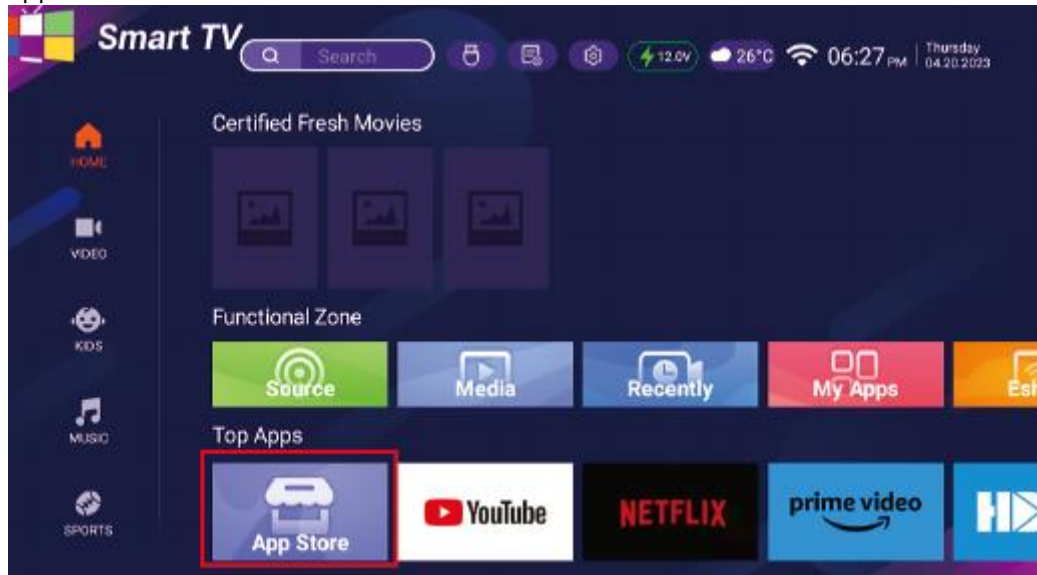 Smart TV
Search
12.0V
26°C
06:27 PM
Thursday
04.20.2023
HOME
Certified Fresh Movies
VIDEO
KIDS
Functional Zone
Source
Media
Recently
My Apps
MUSIC
Top Apps
SPORTS
App Store
YouTube
NETFLIX
prime video